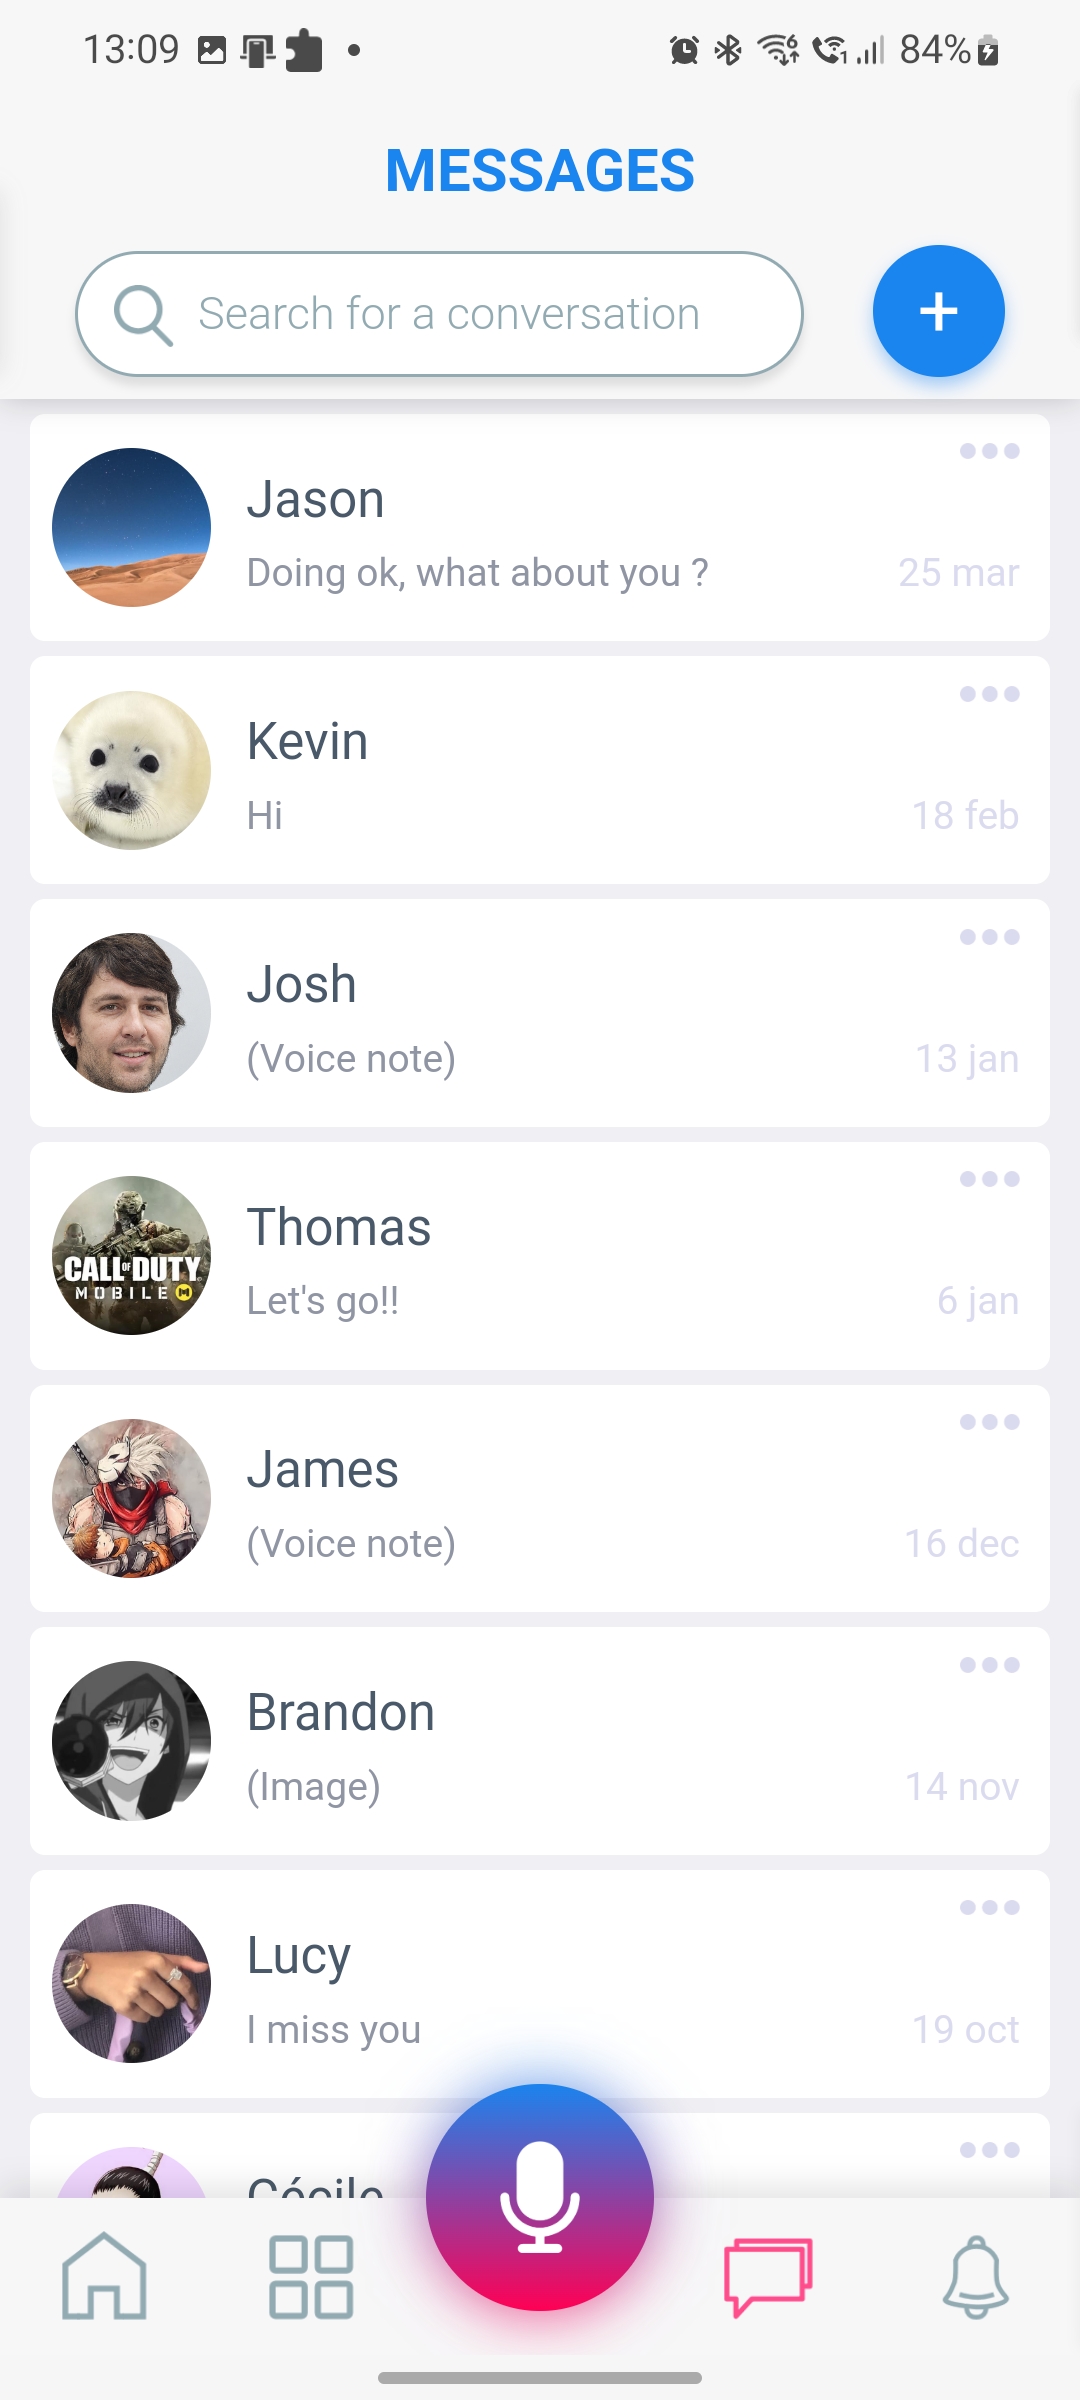 13:09 84%
MESSAGES
Search for a conversation
Jason
Doing ok, what about you ? 25 mar
Kevin
Hi 18 feb
Josh
(Voice note) 13 jan
Thomas
CALL OF DUTY
MOBILE
Let's go!! 6 jan
James
(Voice note) 16 dec
Brandon
(Image) 14 nov
Lucy
I miss you 19 oct
Cécile